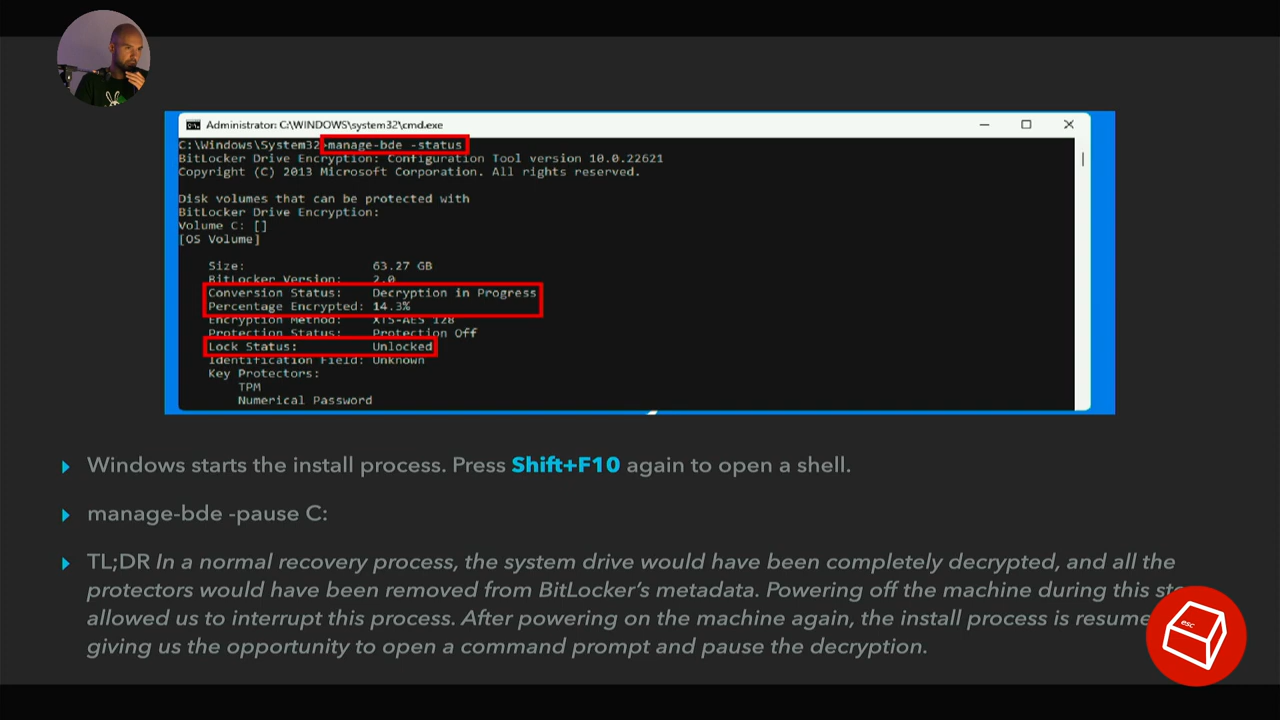 Administrator: C:\WINDOWS\system32\cmd.exe
C:\Windows\System32>manage-bde -status
BitLocker Drive Encryption: Configuration Tool version 10.0.22621
Copyright (C) 2013 Microsoft Corporation. All rights reserved.
Disk volumes that can be protected with
BitLocker Drive Encryption:
Volume C: []
[OS Volume]
Size: 63.27 GB
BitLocker Version: 2.0
Conversion Status: Decryption in Progress
Percentage Encrypted: 14.3%
Encryption Method: XTS-AES 128
Protection Status: Protection Off
Lock Status: Unlocked
Identification Field: Unknown
Key Protectors:
TPM
Numerical Password
Windows starts the install process. Press Shift+F10 again to open a shell.
manage-bde -pause C:
TL;DR In a normal recovery process, the system drive would have been completely decrypted, and all the
protectors would have been removed from BitLocker's metadata. Powering off the machine during this
allowed us to interrupt this process. After powering on the machine again, the install process is
giving us the opportunity to open a command prompt and pause the decryption.
esc